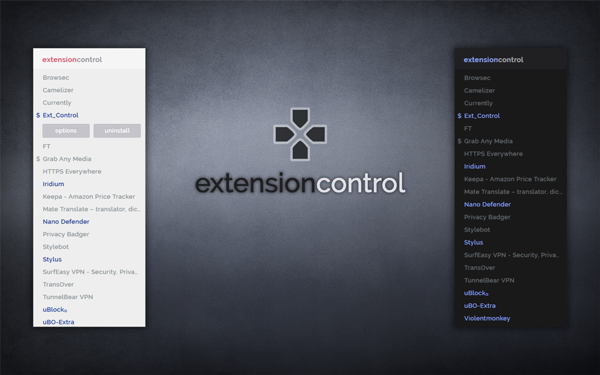 extensioncontrol
Browsec
Camelizer
Currently
$ Ext_Control
options uninstall
FT
$ Grab Any Media
HTTPS Everywhere
Iridium
Keepa - Amazon Price Tracker
Mate Translate – translator, dic...
Nano Defender
Privacy Badger
Stylebot
Stylus
SurfEasy VPN - Security, Priva...
TransOver
TunnelBear VPN
uBlock₀
uBO-Extra
extensioncontrol
extensioncontrol
Browsec
Camelizer
Currently
$ Ext_Control
FT
$ Grab Any Media
HTTPS Everywhere
Iridium
Keepa - Amazon Price Tracker
Mate Translate – translator, dic...
Nano Defender
Privacy Badger
Stylebot
Stylus
SurfEasy VPN - Security, Priva...
TransOver
TunnelBear VPN
uBlock₀
uBO-Extra
Violentmonkey